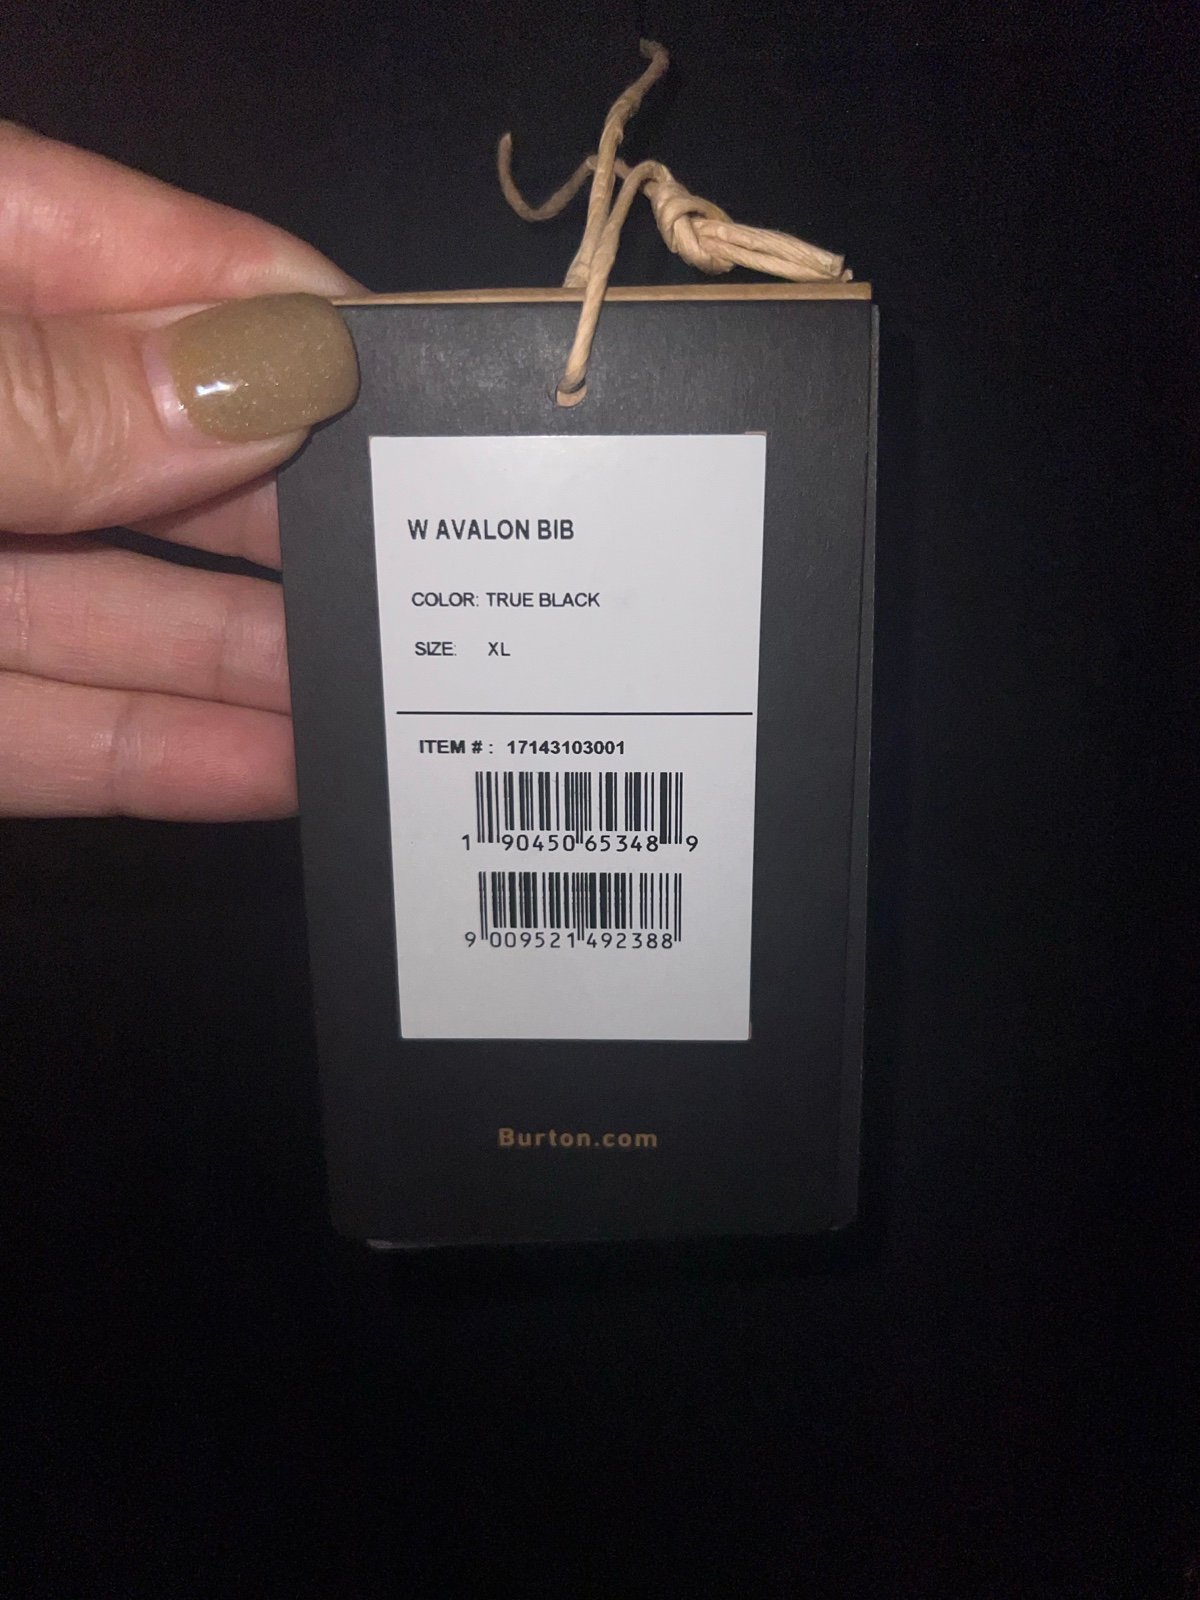 W AVALON BIB
COLOR: TRUE BLACK
SIZE: XL
ITEM # : 17143103001
1 90450 65348 9
9 009521 492388
Burton.com